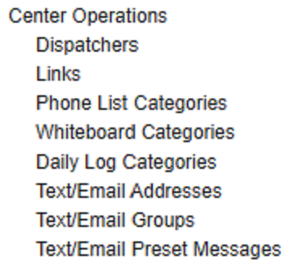 Center Operations
Dispatchers
Links
Phone List Categories
Whiteboard Categories
Daily Log Categories
Text/Email Addresses
Text/Email Groups
Text/Email Preset Messages